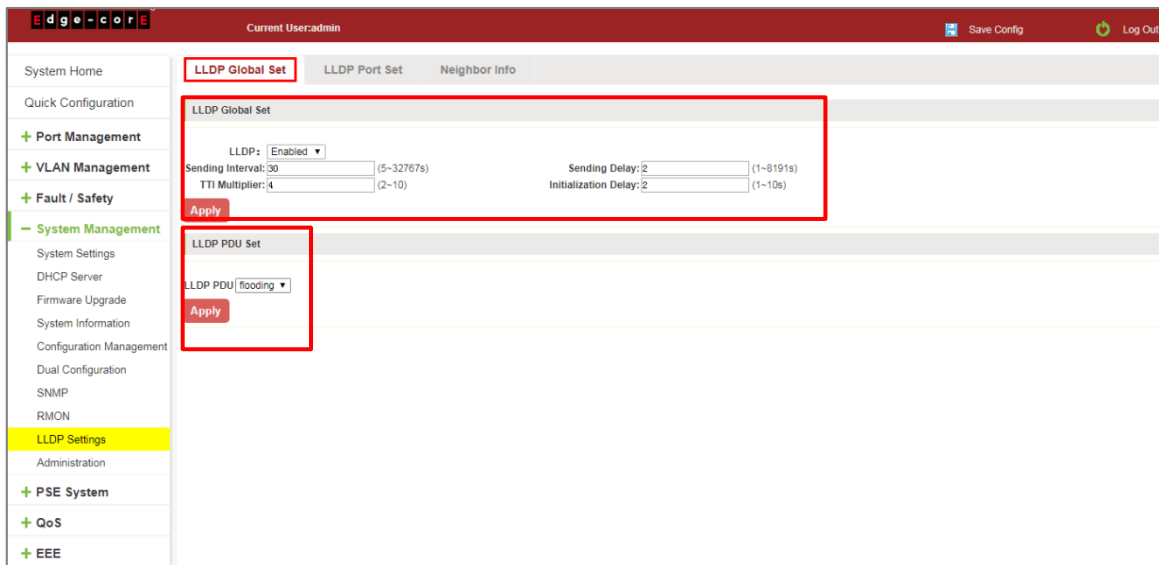 Edge-corE
Current User:admin
Save Config
Log Out
System Home
Quick Configuration
+ Port Management
+ VLAN Management
+ Fault / Safety
− System Management
System Settings
DHCP Server
Firmware Upgrade
System Information
Configuration Management
Dual Configuration
SNMP
RMON
LLDP Settings
Administration
+ PSE System
+ QoS
+ EEE
LLDP Global Set
LLDP Port Set
Neighbor Info
LLDP Global Set
LLDP: Enabled
Sending Interval: 30 (5~32767s)
Sending Delay: 2 (1~8191s)
TTI Multiplier: 4 (2~10)
Initialization Delay: 2 (1~10s)
Apply
LLDP PDU Set
LLDP PDU flooding
Apply